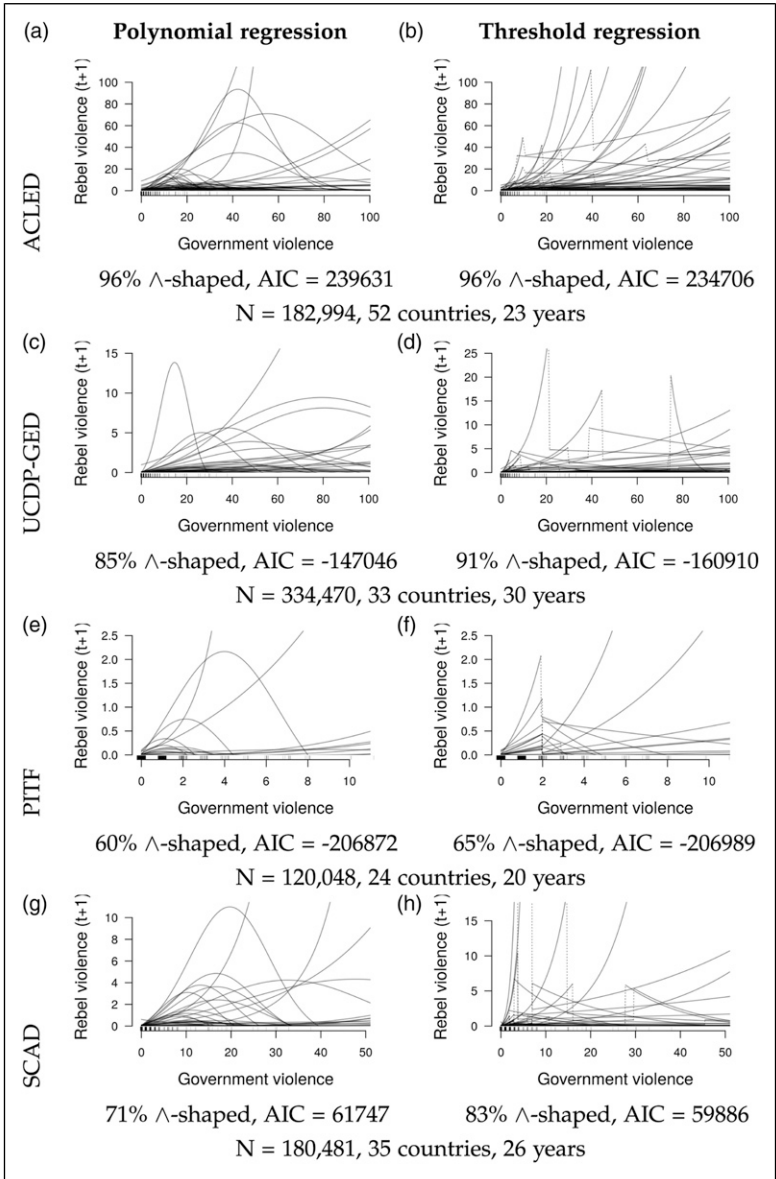 (a) Polynomial regression (b) Threshold regression
ACLED
Rebel violence (t+1)
100
80
60
40
20
0
0 20 40 60 80 100
Government violence
Rebel violence (t+1)
100
80
60
40
20
0
0 20 40 60 80 100
Government violence
96% ∧-shaped, AIC = 239631 96% ∧-shaped, AIC = 234706
N = 182,994, 52 countries, 23 years
(c) (d)
UCDP-GED
Rebel violence (t+1)
15
10
5
0
0 20 40 60 80 100
Government violence
Rebel violence (t+1)
25
20
15
10
5
0
0 20 40 60 80 100
Government violence
85% ∧-shaped, AIC = -147046 91% ∧-shaped, AIC = -160910
N = 334,470, 33 countries, 30 years
(e) (f)
PITF
Rebel violence (t+1)
2.5
2.0
1.5
1.0
0.5
0.0
0 2 4 6 8 10
Government violence
Rebel violence (t+1)
2.5
2.0
1.5
1.0
0.5
0.0
0 2 4 6 8 10
Government violence
60% ∧-shaped, AIC = -206872 65% ∧-shaped, AIC = -206989
N = 120,048, 24 countries, 20 years
(g) (h)
SCAD
Rebel violence (t+1)
10
8
6
4
2
0
0 10 20 30 40 50
Government violence
Rebel violence (t+1)
15
10
5
0
0 10 20 30 40 50
Government violence
71% ∧-shaped, AIC = 61747 83% ∧-shaped, AIC = 59886
N = 180,481, 35 countries, 26 years